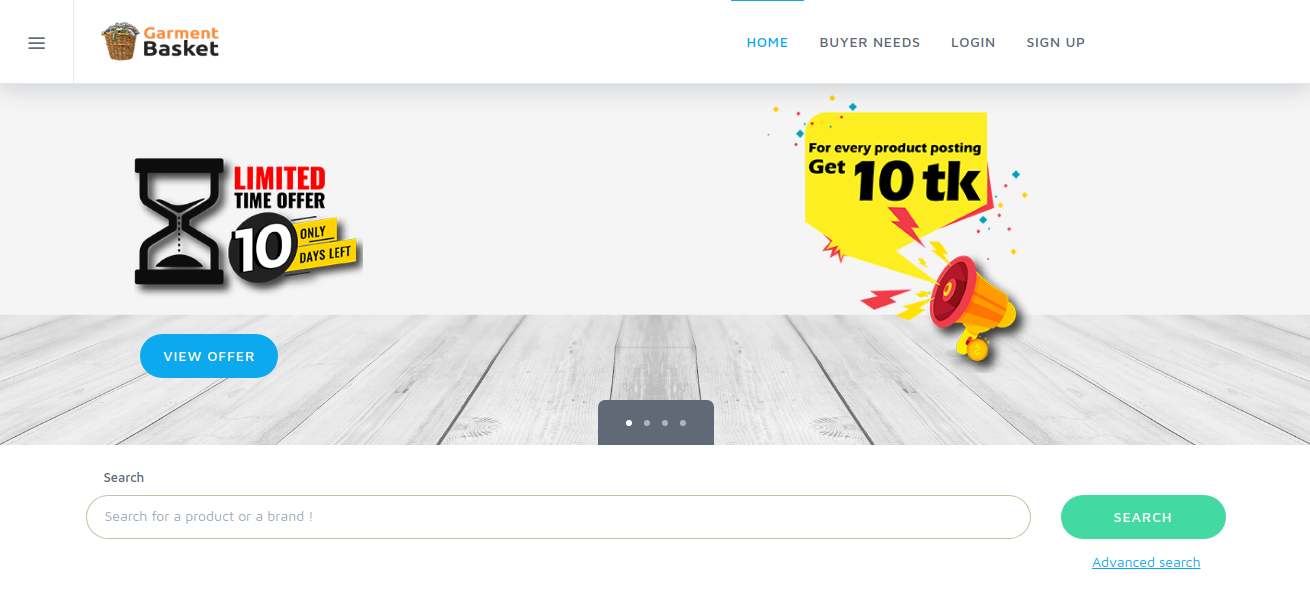 Garment
Basket
HOME
BUYER NEEDS
LOGIN
SIGN UP
LIMITED
TIME OFFER
10
ONLY
DAYS LEFT
For every product posting
Get 10 tk
VIEW OFFER
Search
Search for a product or a brand !
SEARCH
Advanced search